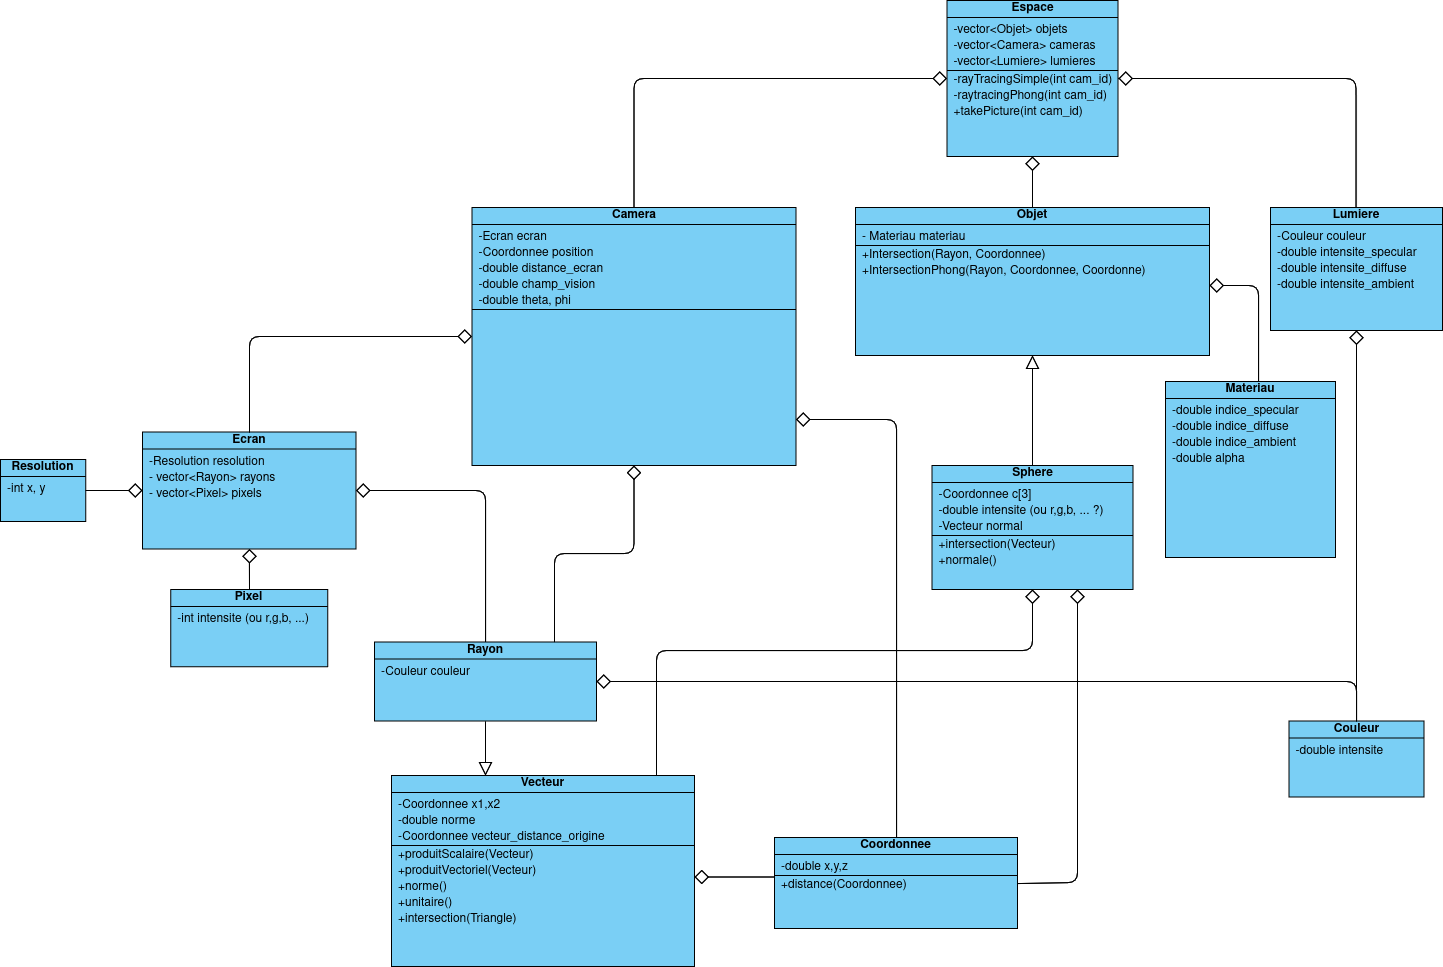 Espace
-vector<Objet> objets
-vector<Camera> cameras
-vector<Lumiere> lumieres
-rayTracingSimple(int cam_id)
-raytracingPhong(int cam_id)
+takePicture(int cam_id)
Camera
-Ecran ecran
-Coordonnee position
-double distance_ecran
-double champ_vision
-double theta, phi
Objet
- Materiau materiau
+Intersection(Rayon, Coordonnee)
+IntersectionPhong(Rayon, Coordonnee, Coordonne)
Lumiere
-Couleur couleur
-double intensite_specular
-double intensite_diffuse
-double intensite_ambient
Materiau
-double indice_specular
-double indice_diffuse
-double indice_ambient
-double alpha
Ecran
-Resolution resolution
- vector<Rayon> rayons
- vector<Pixel> pixels
Resolution
-int x, y
Sphere
-Coordonnee c[3]
-double intensite (ou r,g,b, ... ?)
-Vecteur normal
+intersection(Vecteur)
+normale()
Pixel
-int intensite (ou r,g,b, ...)
Rayon
-Couleur couleur
Couleur
-double intensite
Vecteur
-Coordonnee x1,x2
-double norme
-Coordonnee vecteur_distance_origine
+produitScalaire(Vecteur)
+produitVectoriel(Vecteur)
+norme()
+unitaire()
+intersection(Triangle)
Coordonnee
-double x,y,z
+distance(Coordonnee)